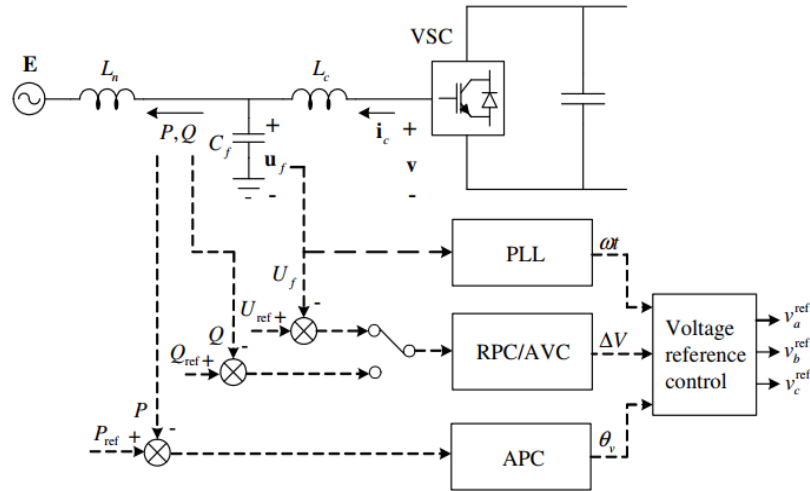 VSC
E
L_n
L_c
P, Q
C_f
+
u_f
-
i_c
+
v
-
PLL
ωt
U_f
U_ref +
-
Q
-
Q_ref +
RPC/AVC
ΔV
Voltage
reference
control
v_a^ref
v_b^ref
v_c^ref
P
-
P_ref +
APC
θ_v